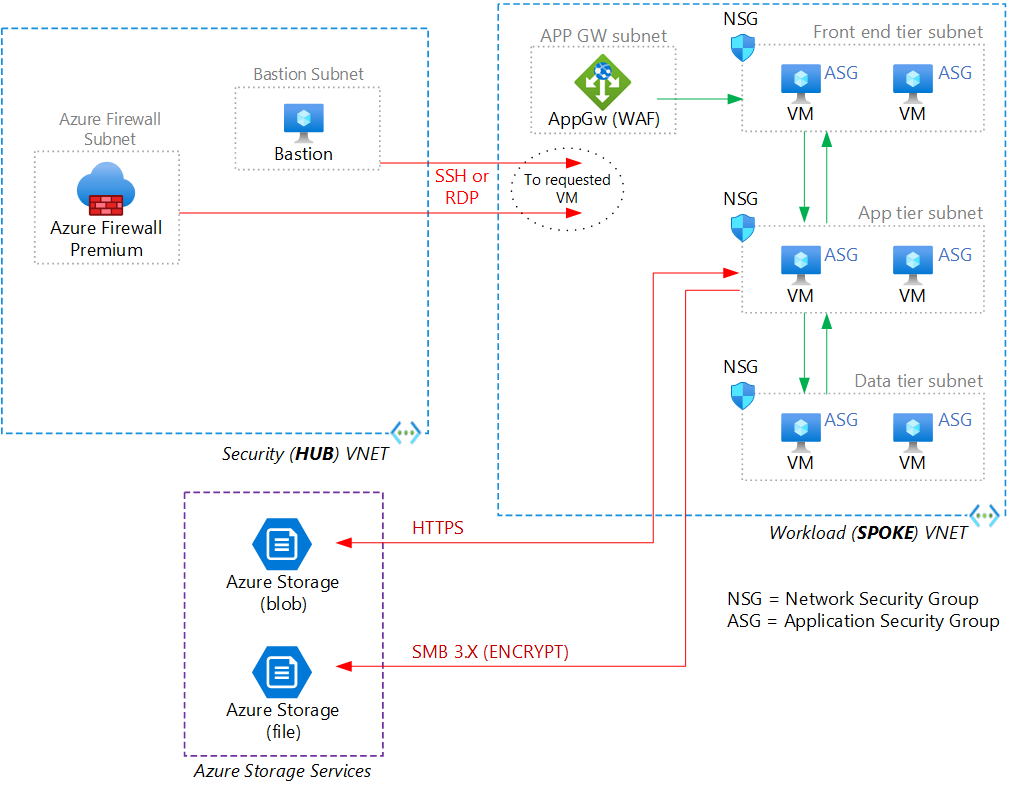 Azure Firewall
Subnet
Azure Firewall
Premium
Bastion Subnet
Bastion
SSH or
RDP
Security (HUB) VNET
APP GW subnet
AppGw (WAF)
To requested
VM
NSG
Front end tier subnet
ASG
ASG
VM
VM
NSG
App tier subnet
ASG
ASG
VM
VM
NSG
Data tier subnet
ASG
ASG
VM
VM
Workload (SPOKE) VNET
HTTPS
Azure Storage
(blob)
SMB 3.X (ENCRYPT)
Azure Storage
(file)
Azure Storage Services
NSG = Network Security Group
ASG = Application Security Group